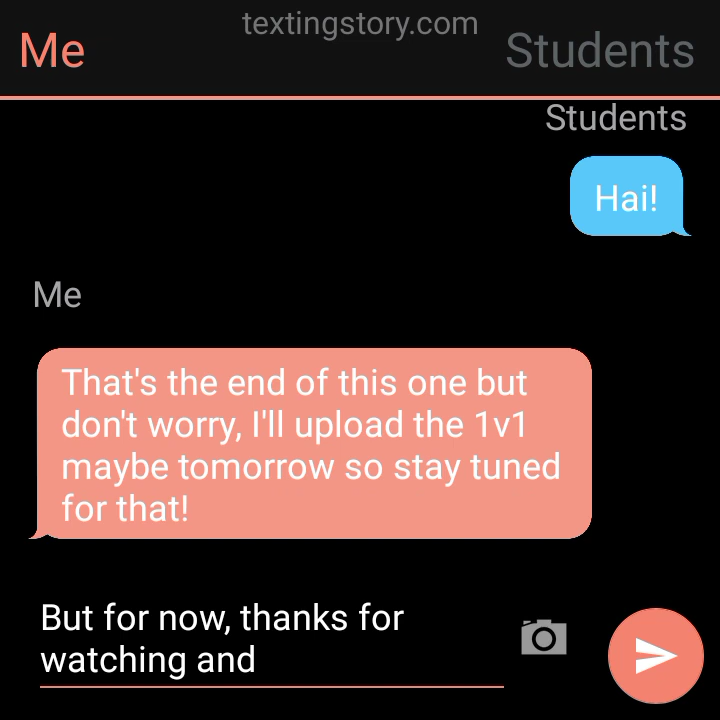 textingstory.com
Me
Students
Students
Hai!
Me
That's the end of this one but
don't worry, I'll upload the 1v1
maybe tomorrow so stay tuned
for that!
But for now, thanks for
watching and